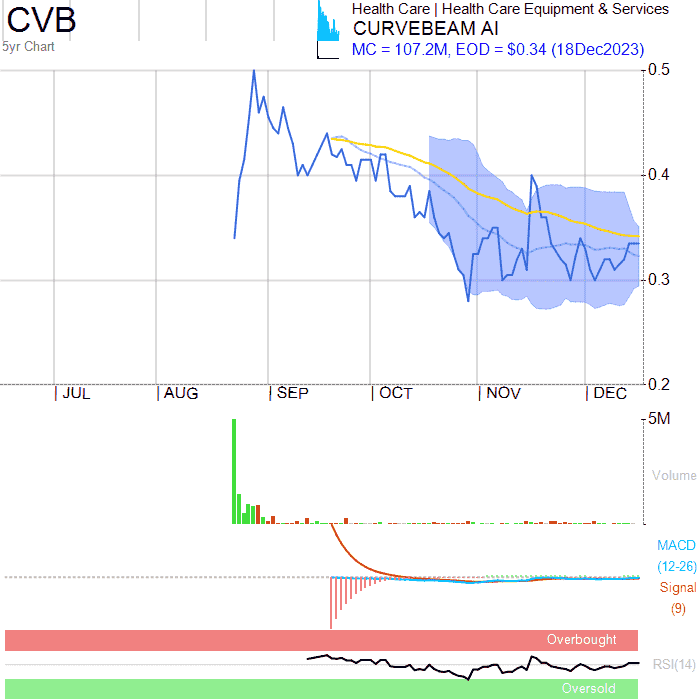 CVB
Health Care | Health Care Equipment & Services
CURVEBEAM AI
5yr Chart
MC = 107.2M, EOD = $0.34 (18Dec2023)
0.5
0.4
0.3
0.2
JUL AUG SEP OCT NOV DEC
5M
Volume
MACD
(12-26)
Signal
(9)
Overbought
RSI(14)
Oversold